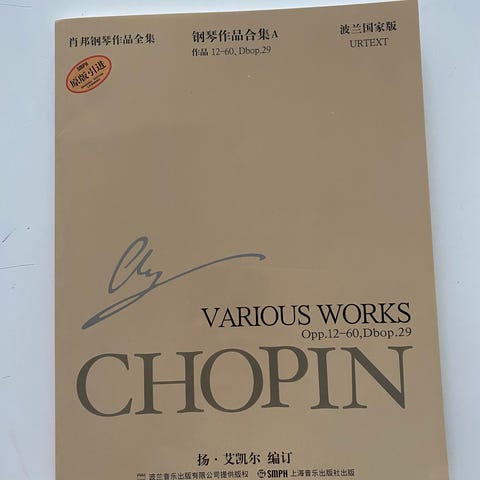 肖邦钢琴作品全集
钢琴作品合集A
作品 12-60、Dbop.29
波兰国家版
URTEXT
SMPH
原版引进
VARIOUS WORKS
Opp.12-60,Dbop.29
CHOPIN
扬·艾凯尔 编订
波兰音乐出版有限公司提供版权
SMPH 上海音乐出版社出版